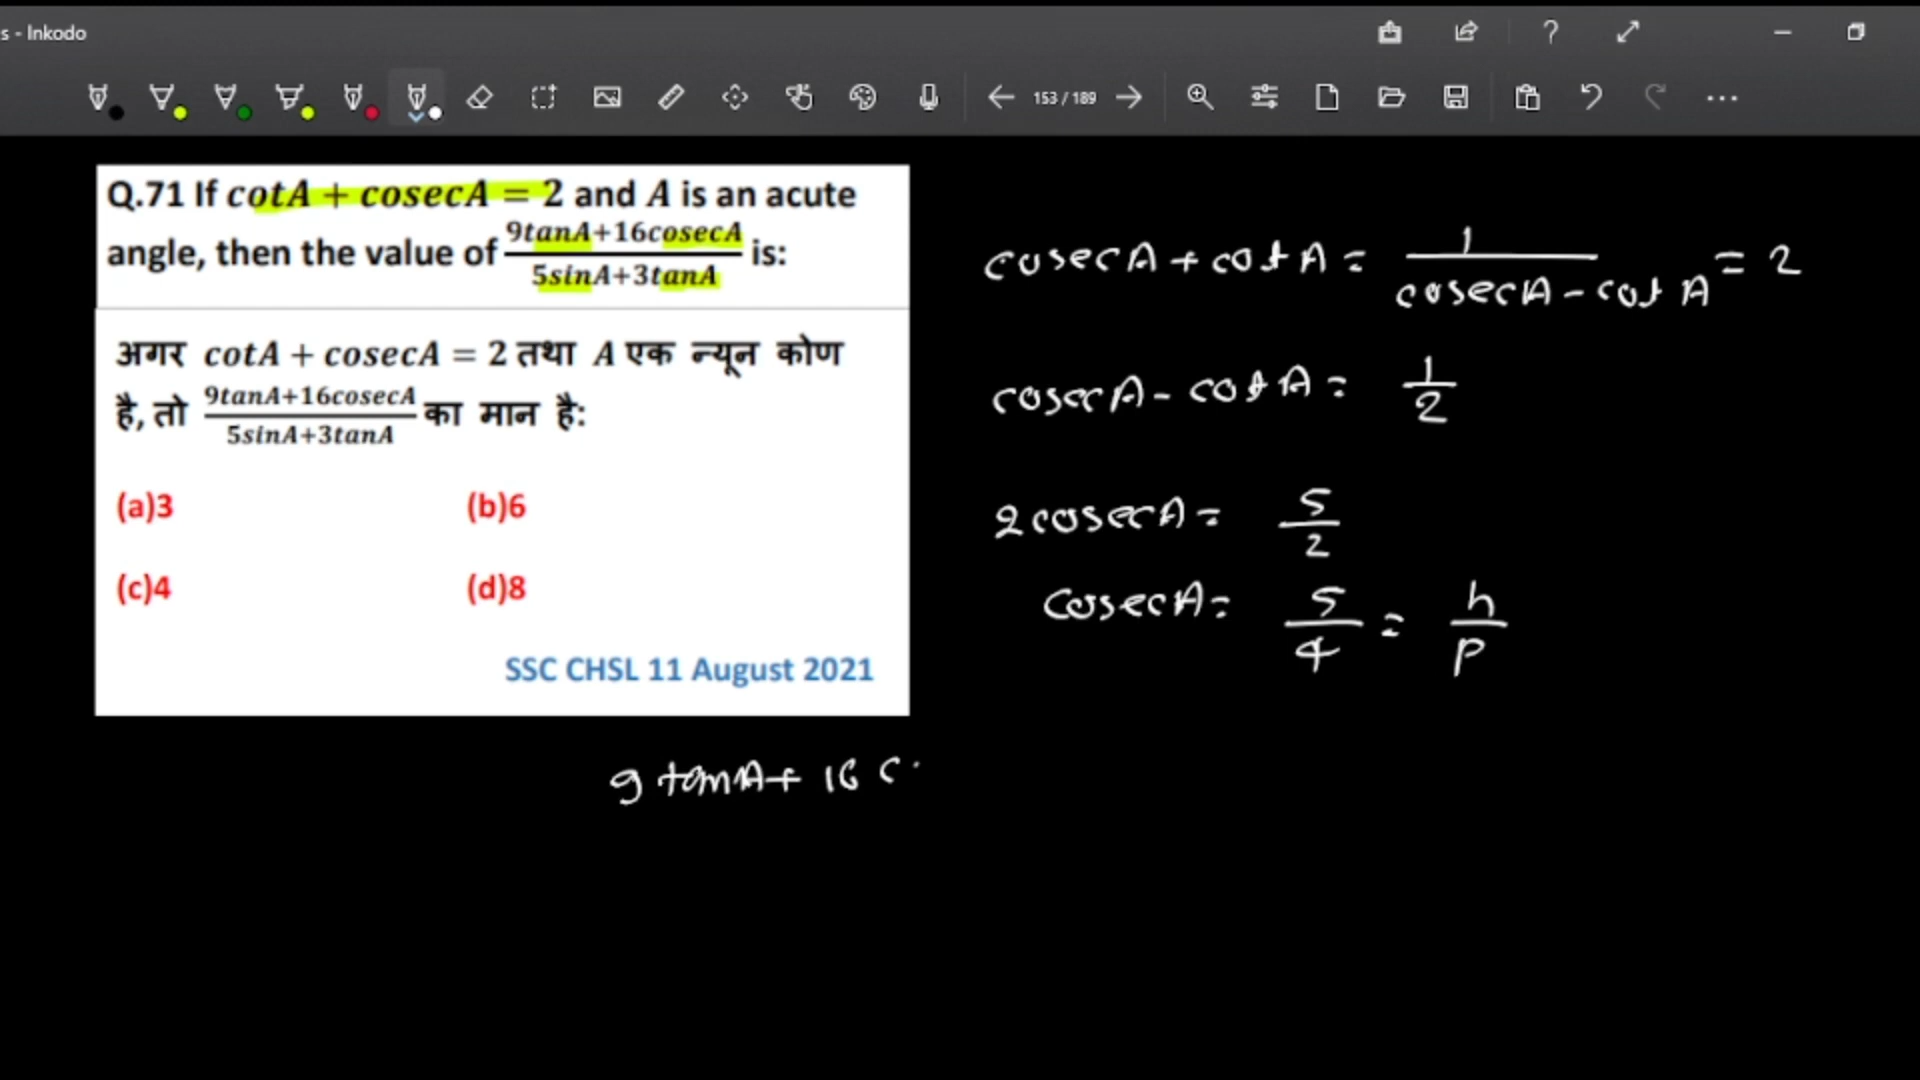 s - Inkodo
153 / 189
Q.71 If cotA + cosecA = 2 and A is an acute
angle, then the value of (9tanA+16cosecA)/(5sinA+3tanA) is:
अगर cotA + cosecA = 2 तथा A एक न्यून कोण
है, तो (9tanA+16cosecA)/(5sinA+3tanA) का मान है:
(a)3 (b)6
(c)4 (d)8
SSC CHSL 11 August 2021
cosecA + cotA = 1/(cosecA - cotA) = 2
cosecA - cotA = 1/2
2cosecA = 5/2
cosecA = 5/4 = h/p
9 tanA + 16 c